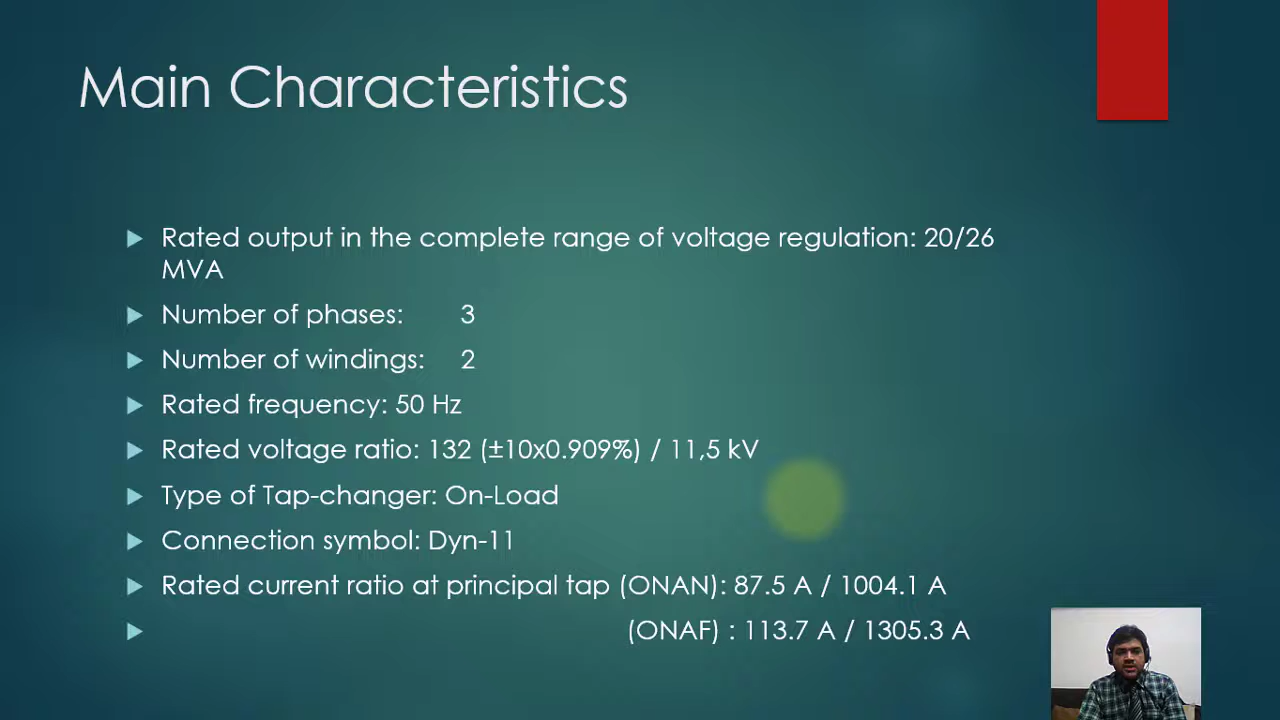 Main Characteristics
Rated output in the complete range of voltage regulation: 20/26
MVA
Number of phases: 3
Number of windings: 2
Rated frequency: 50 Hz
Rated voltage ratio: 132 (±10x0.909%) / 11,5 kV
Type of Tap-changer: On-Load
Connection symbol: Dyn-11
Rated current ratio at principal tap (ONAN): 87.5 A / 1004.1 A
(ONAF) : 113.7 A / 1305.3 A